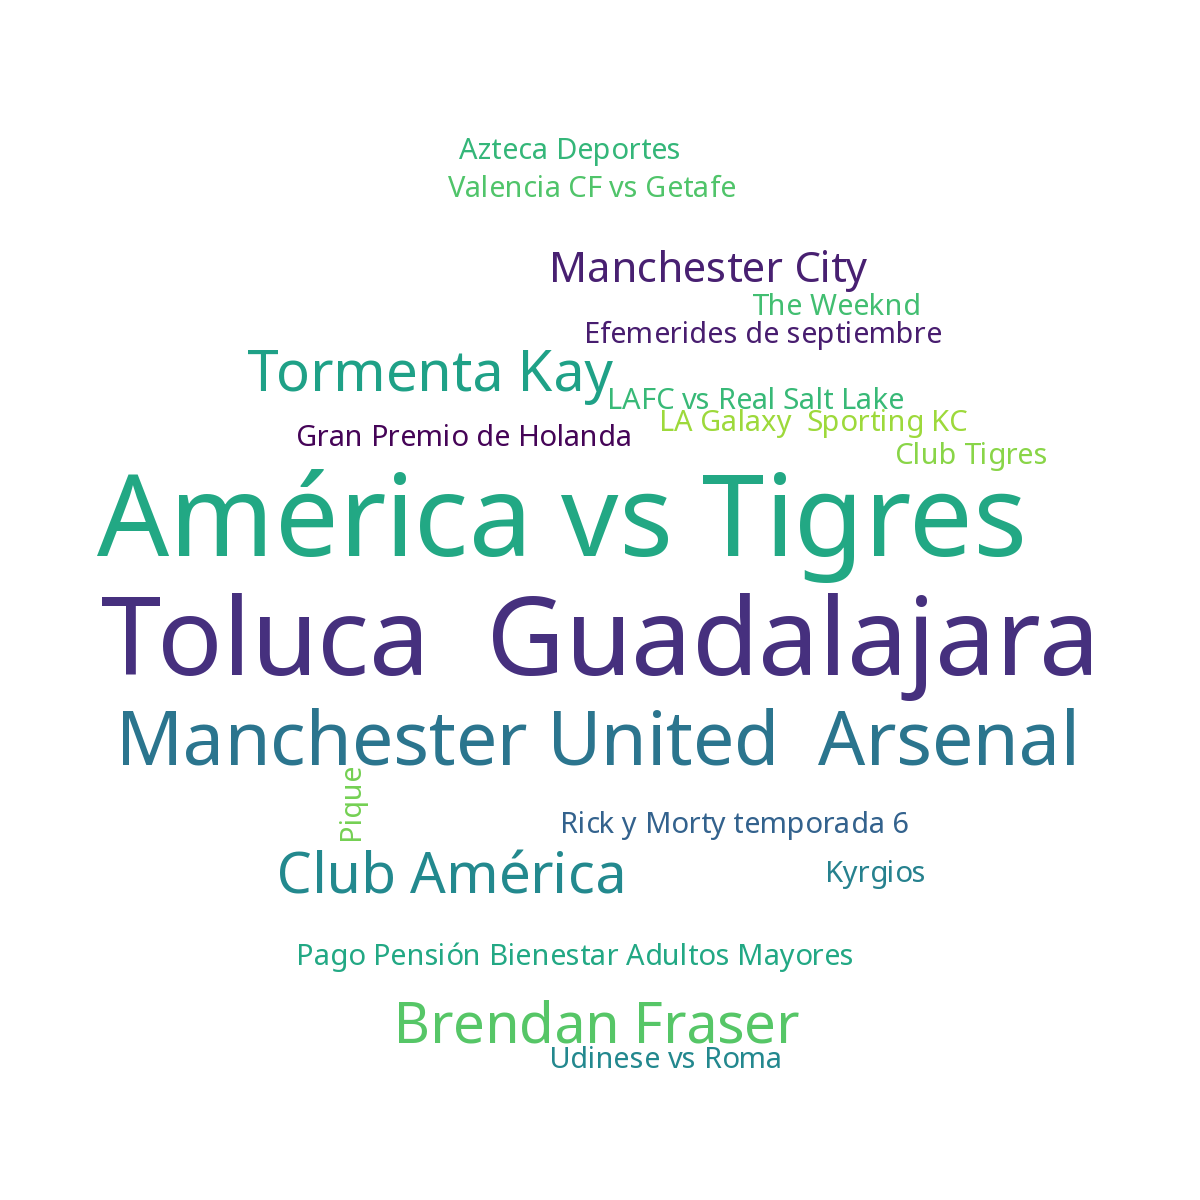 Azteca Deportes
Valencia CF vs Getafe
Manchester City
The Weeknd
Efemerides de septiembre
Tormenta Kay
LAFC vs Real Salt Lake
LA Galaxy  Sporting KC
Gran Premio de Holanda
Club Tigres
América vs Tigres
Toluca  Guadalajara
Manchester United  Arsenal
Pique
Rick y Morty temporada 6
Club América
Kyrgios
Pago Pensión Bienestar Adultos Mayores
Brendan Fraser
Udinese vs Roma